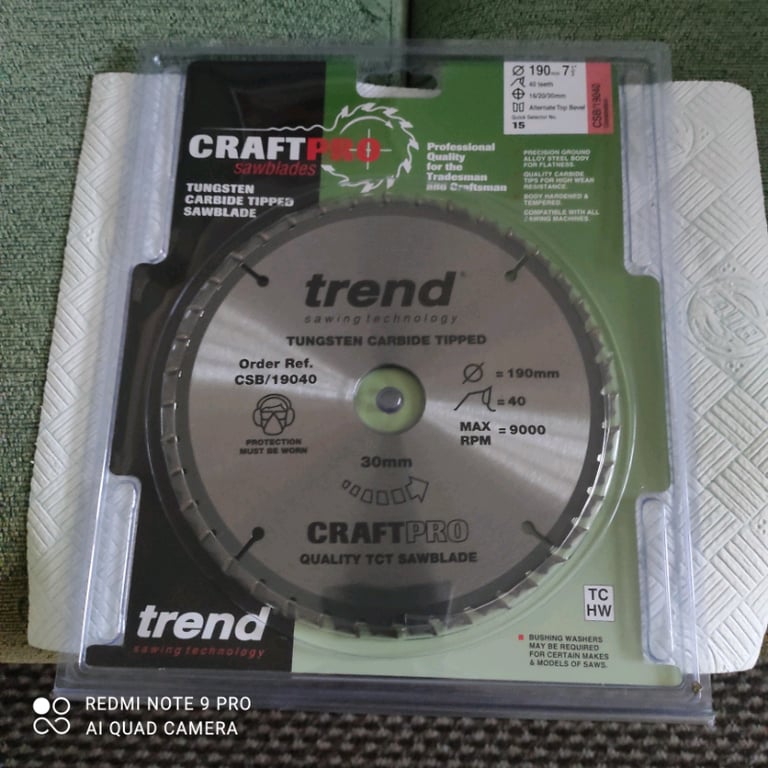 CRAFTPRO
sawblades
TUNGSTEN
CARBIDE TIPPED
SAWBLADE
Professional
Quality
for the
Tradesman
and Craftsman
190mm 7 1/2"
40 teeth
16/20/30mm
Alternate Top Bevel
Quick Selector No.
15
CSB/19040
PRECISION GROUND
ALLOY STEEL BODY
FOR FLATNESS.
QUALITY CARBIDE
TIPS FOR HIGH WEAR
RESISTANCE.
BODY HARDENED &
TEMPERED.
COMPATIBLE WITH ALL
SAWING MACHINES
trend®
sawing technology
TUNGSTEN CARBIDE TIPPED
Order Ref.
CSB/19040
PROTECTION
MUST BE WORN
= 190mm
= 40
MAX
RPM = 9000
30mm
CRAFTPRO
QUALITY TCT SAWBLADE
trend
sawing technology
TC
HW
BUSHING WASHERS
MAY BE REQUIRED
FOR CERTAIN MAKES
& MODELS OF SAWS.
REDMI NOTE 9 PRO
AI QUAD CAMERA